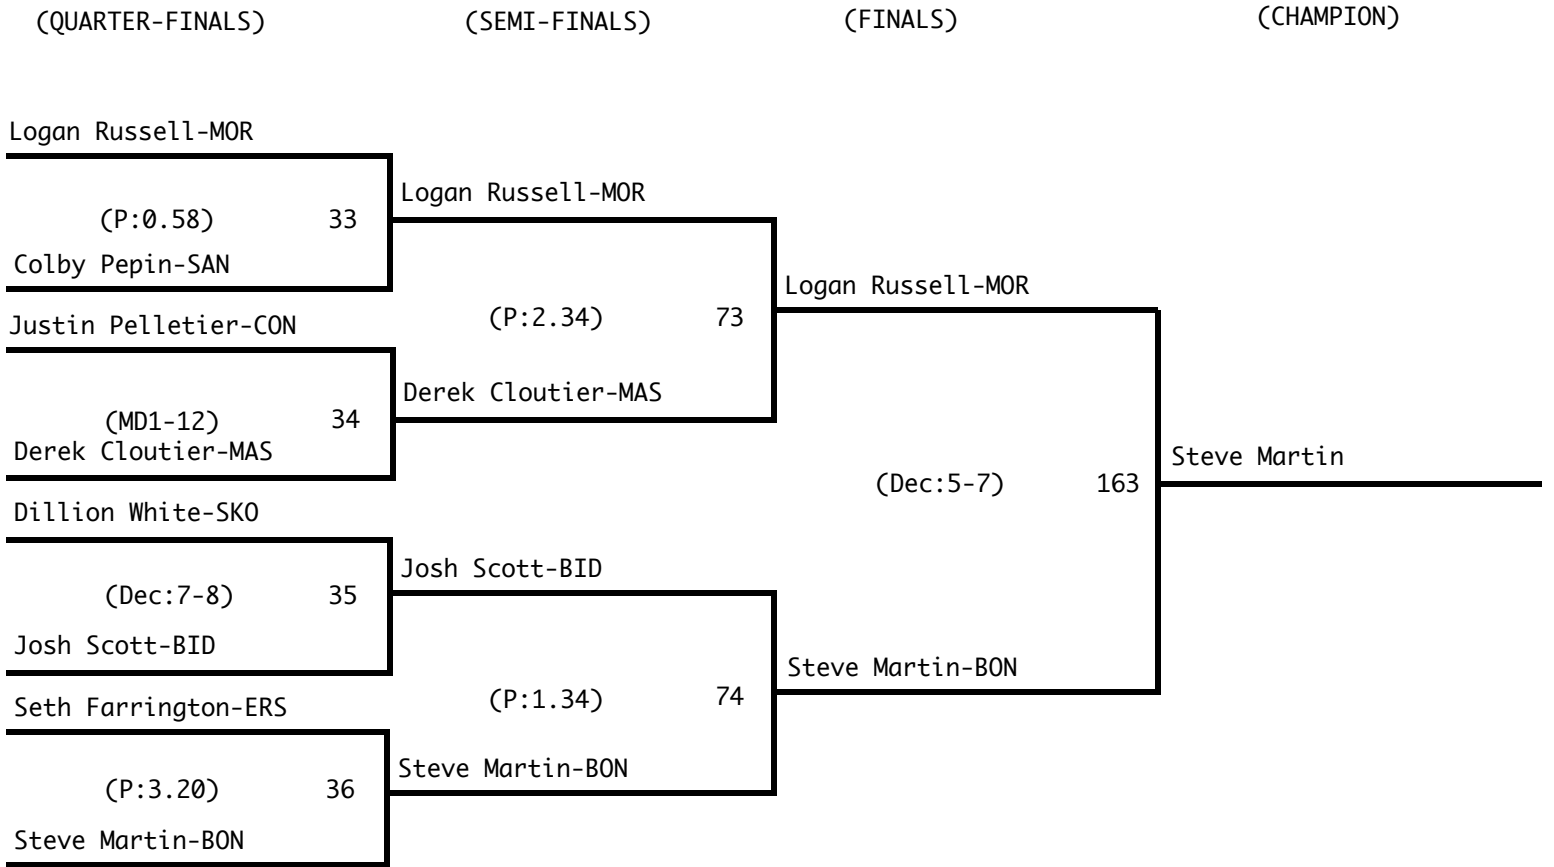 (QUARTER-FINALS) (SEMI-FINALS) (FINALS) (CHAMPION)
Logan Russell-MOR
(P:0.58) 33
Colby Pepin-SAN
Justin Pelletier-CON
(MD1-12) 34
Derek Cloutier-MAS
Dillion White-SKO
(Dec:7-8) 35
Josh Scott-BID
Seth Farrington-ERS
(P:3.20) 36
Steve Martin-BON
Logan Russell-MOR
(P:2.34) 73
Derek Cloutier-MAS
Josh Scott-BID
(P:1.34) 74
Steve Martin-BON
Logan Russell-MOR
(Dec:5-7) 163
Steve Martin-BON
Steve Martin